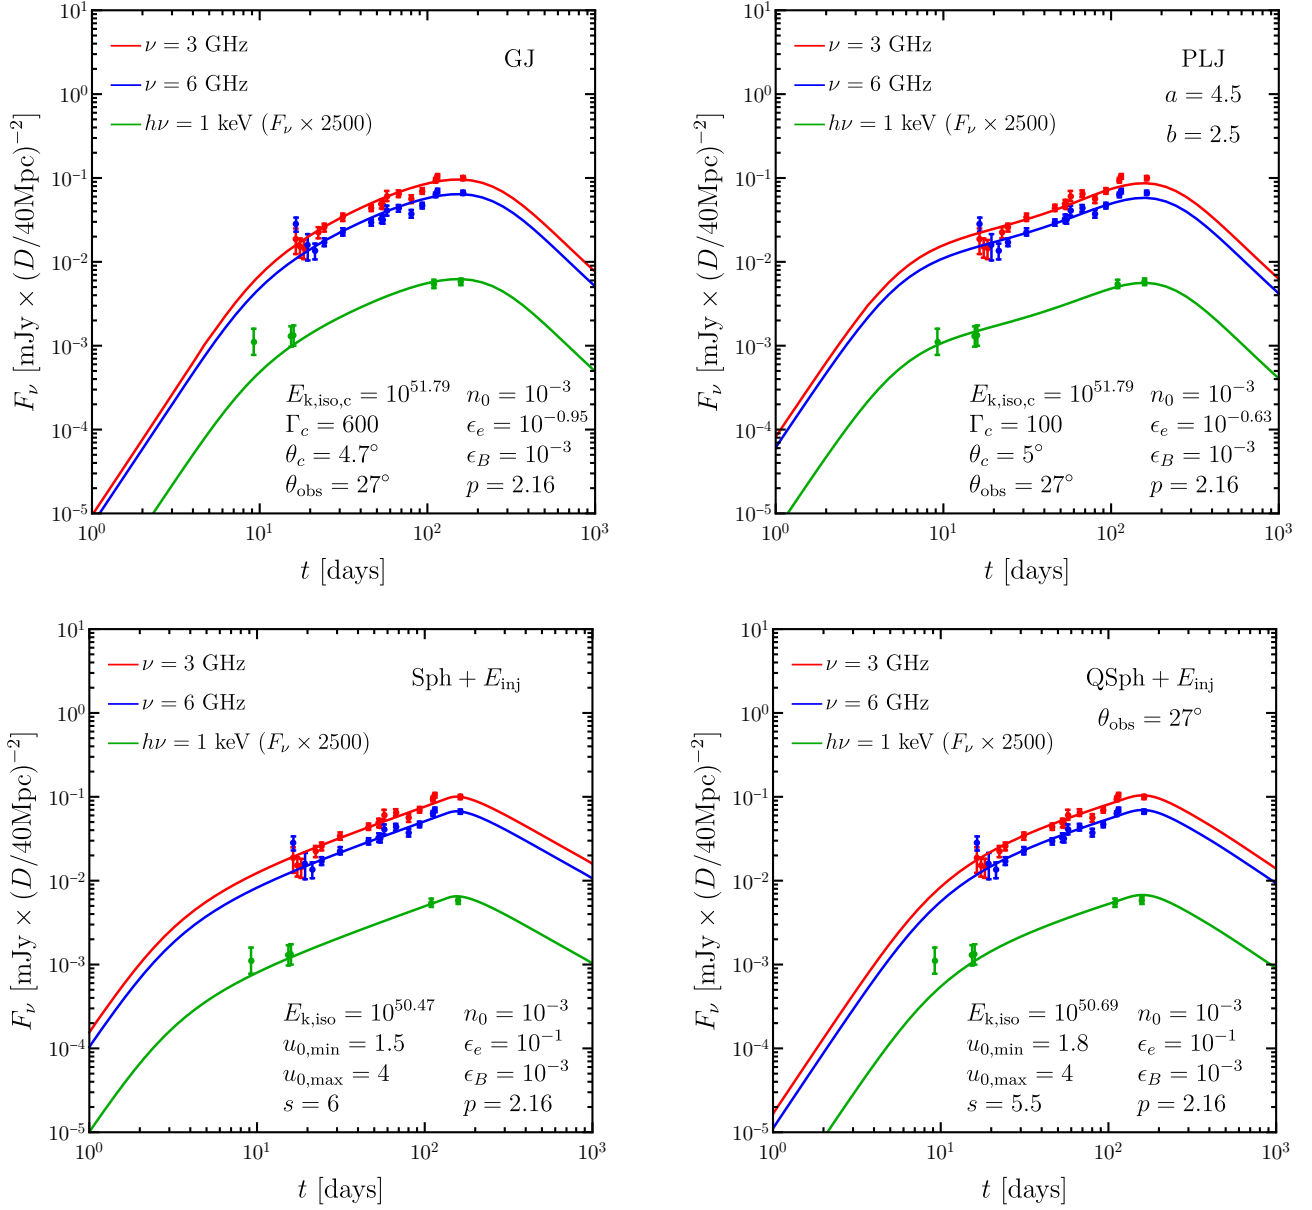 ν = 3 GHz
ν = 6 GHz
hν = 1 keV (F_ν × 2500)
GJ
F_ν [mJy × (D/40Mpc)^−2]
10^1
10^0
10^−1
10^−2
10^−3
10^−4
10^−5
E_k,iso,c = 10^51.79 n_0 = 10^−3
Γ_c = 600 ϵ_e = 10^−0.95
θ_c = 4.7° ϵ_B = 10^−3
θ_obs = 27° p = 2.16
10^0 10^1 10^2 10^3
t [days]
ν = 3 GHz
ν = 6 GHz
hν = 1 keV (F_ν × 2500)
PLJ
a = 4.5
b = 2.5
F_ν [mJy × (D/40Mpc)^−2]
10^1
10^0
10^−1
10^−2
10^−3
10^−4
10^−5
E_k,iso,c = 10^51.79 n_0 = 10^−3
Γ_c = 100 ϵ_e = 10^−0.63
θ_c = 5° ϵ_B = 10^−3
θ_obs = 27° p = 2.16
10^0 10^1 10^2 10^3
t [days]
ν = 3 GHz
ν = 6 GHz
hν = 1 keV (F_ν × 2500)
Sph + E_inj
F_ν [mJy × (D/40Mpc)^−2]
10^1
10^0
10^−1
10^−2
10^−3
10^−4
10^−5
E_k,iso = 10^50.47 n_0 = 10^−3
u_0,min = 1.5 ϵ_e = 10^−1
u_0,max = 4 ϵ_B = 10^−3
s = 6 p = 2.16
10^0 10^1 10^2 10^3
t [days]
ν = 3 GHz
ν = 6 GHz
hν = 1 keV (F_ν × 2500)
QSph + E_inj
θ_obs = 27°
F_ν [mJy × (D/40Mpc)^−2]
10^1
10^0
10^−1
10^−2
10^−3
10^−4
10^−5
E_k,iso = 10^50.69 n_0 = 10^−3
u_0,min = 1.8 ϵ_e = 10^−1
u_0,max = 4 ϵ_B = 10^−3
s = 5.5 p = 2.16
10^0 10^1 10^2 10^3
t [days]